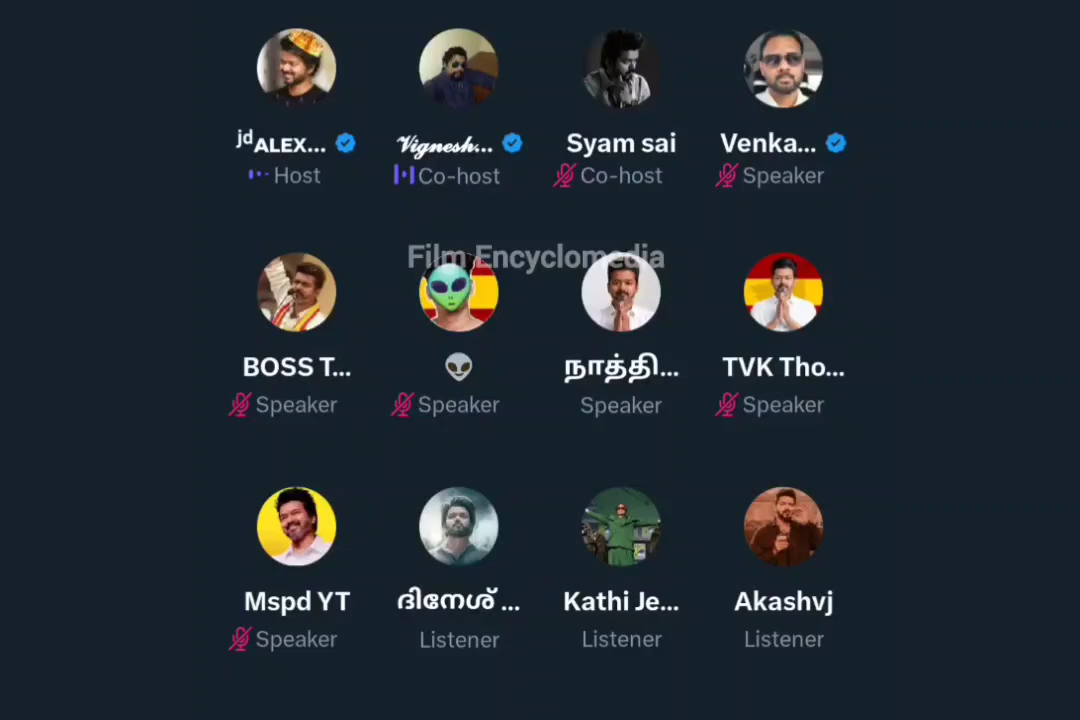 jdALEX... Vignesh... Syam sai Venka...
Host Co-host Co-host Speaker
Film Encyclomedia
BOSS T... 👽 நாத்தி... TVK Tho...
Speaker Speaker Speaker Speaker
Mspd YT ദിനേശ് ... Kathi Je... Akashvj
Speaker Listener Listener Listener